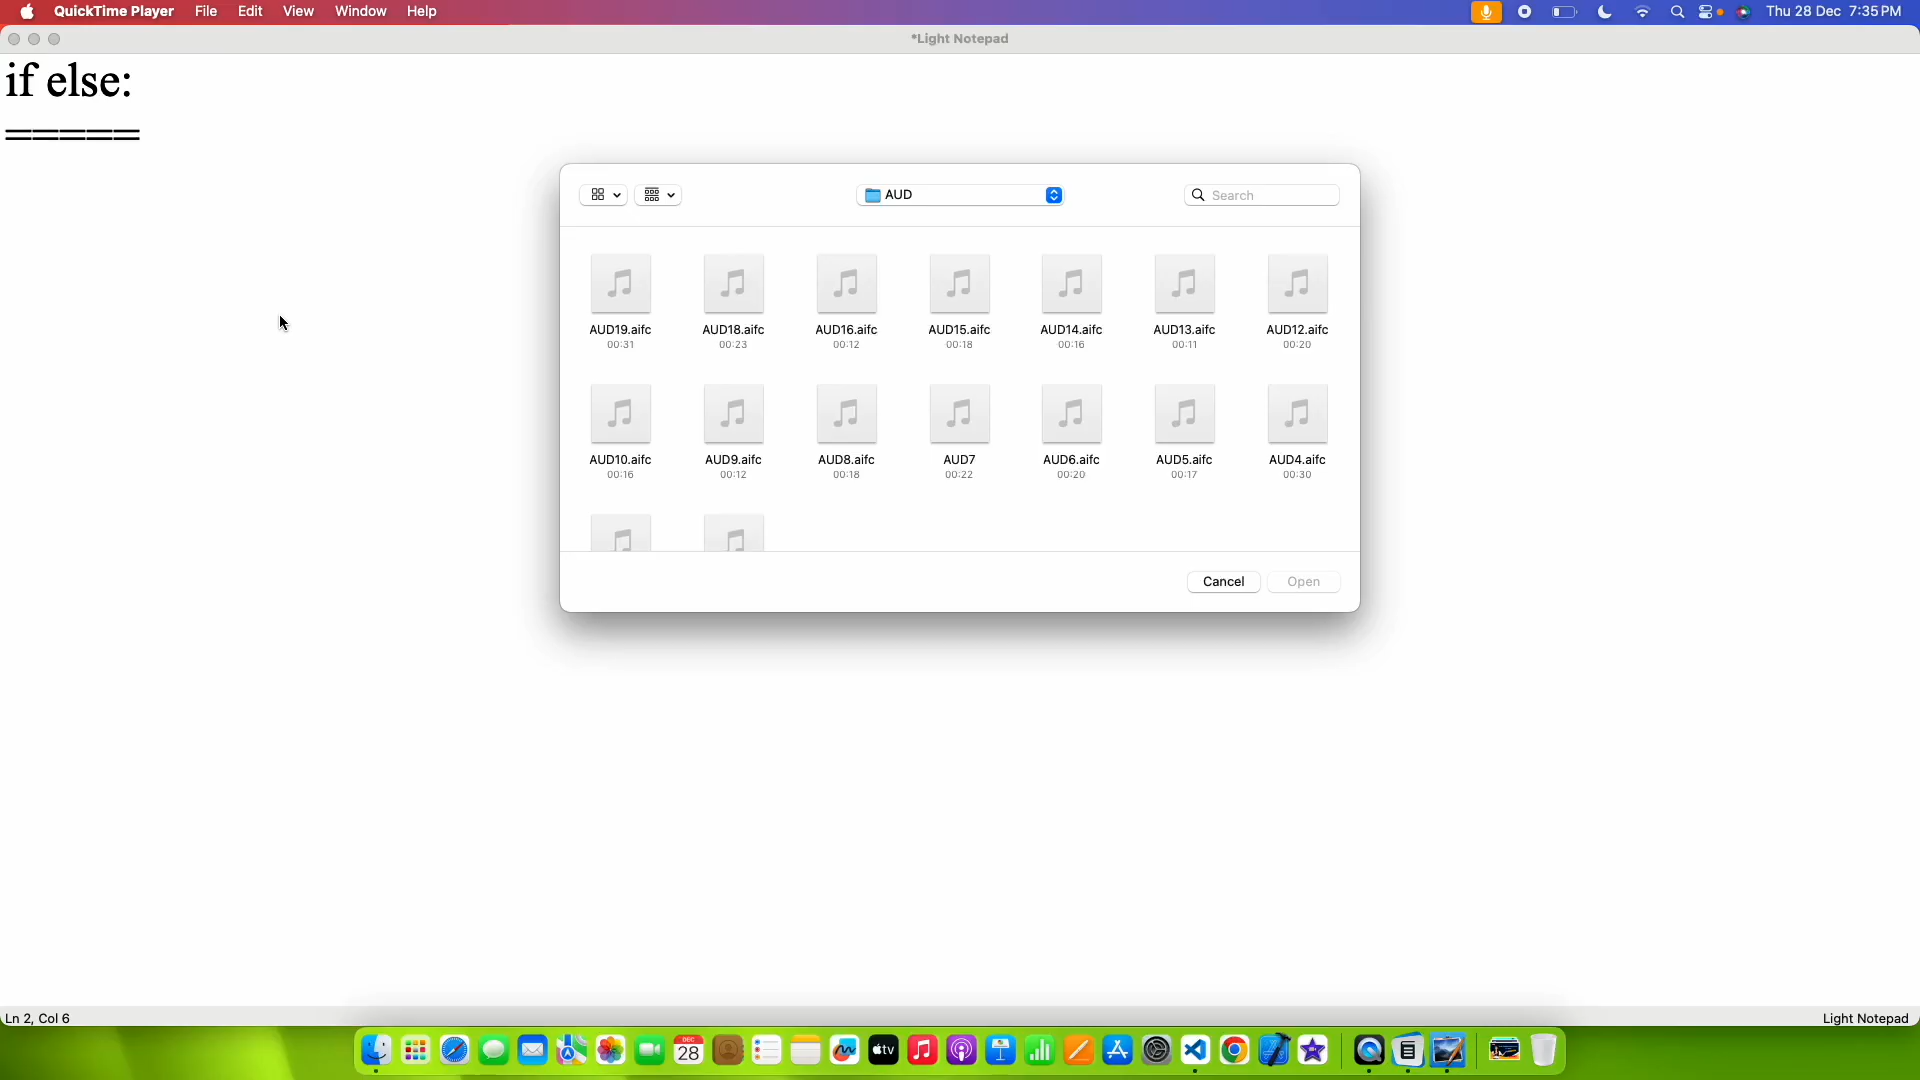 QuickTime Player File Edit View Window Help Thu 28 Dec 7:35 PM
*Light Notepad
if else:
=====
AUD Search
AUD19.aifc AUD18.aifc AUD16.aifc AUD15.aifc AUD14.aifc AUD13.aifc AUD12.aifc
00:31 00:23 00:12 00:18 00:16 00:11 00:20
AUD10.aifc AUD9.aifc AUD8.aifc AUD7 AUD6.aifc AUD5.aifc AUD4.aifc
00:16 00:12 00:18 00:22 00:20 00:17 00:30
Cancel Open
Ln 2, Col 6 Light Notepad
DEC
28
tv